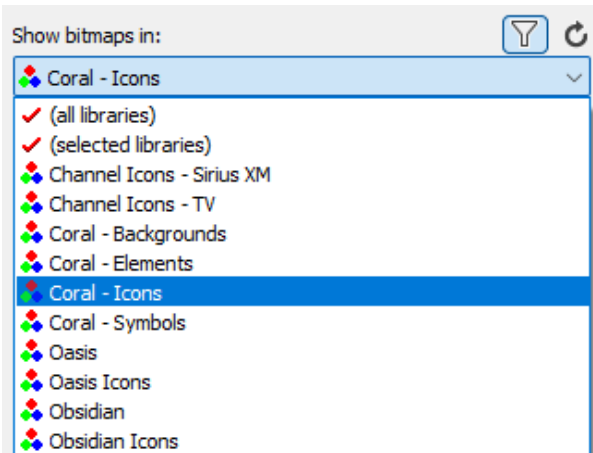 Show bitmaps in:
Coral - Icons
(all libraries)
(selected libraries)
Channel Icons - Sirius XM
Channel Icons - TV
Coral - Backgrounds
Coral - Elements
Coral - Icons
Coral - Symbols
Oasis
Oasis Icons
Obsidian
Obsidian Icons